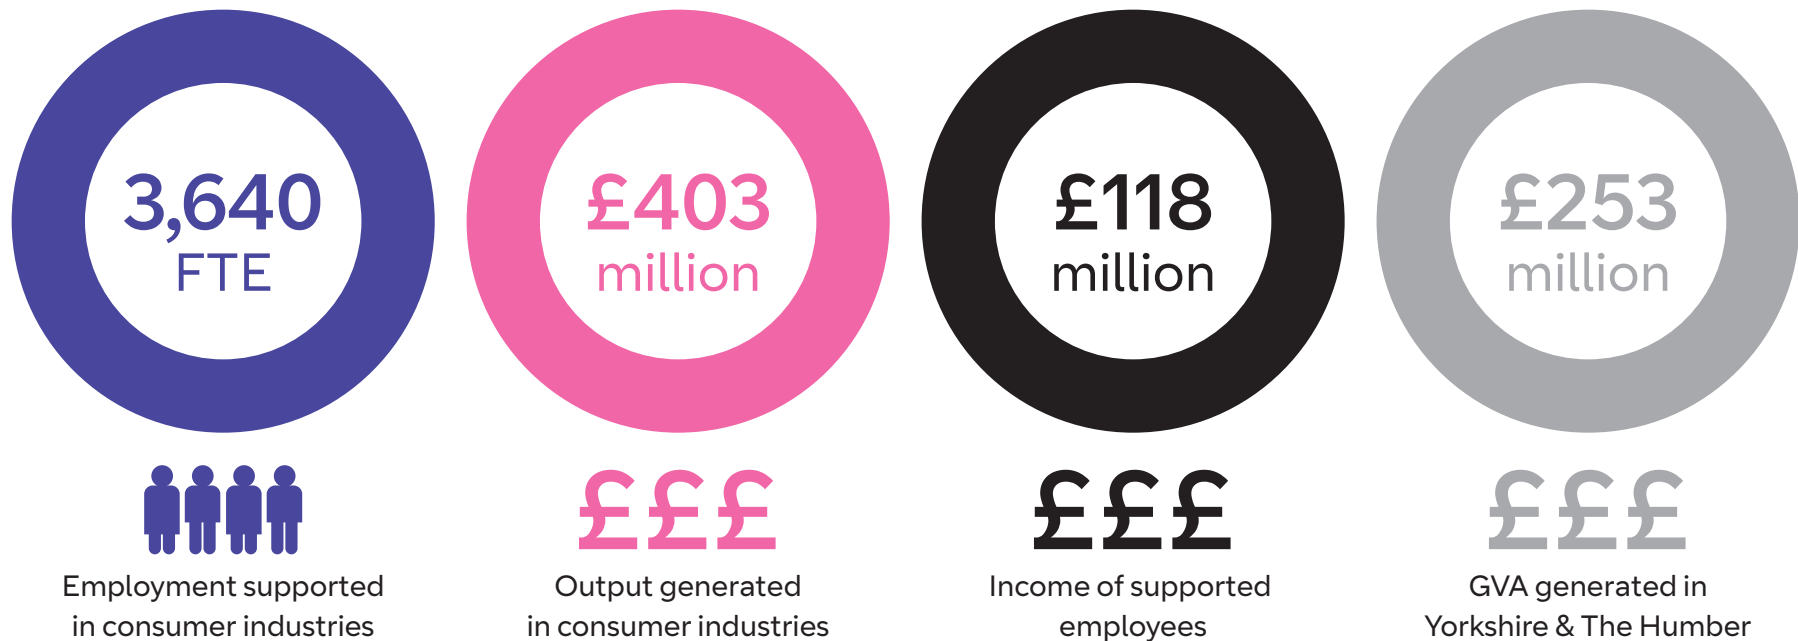 3,640
FTE
£403
million
£118
million
£253
million
£££
£££
£££
Employment supported
in consumer industries
Output generated
in consumer industries
Income of supported
employees
GVA generated in
Yorkshire & The Humber